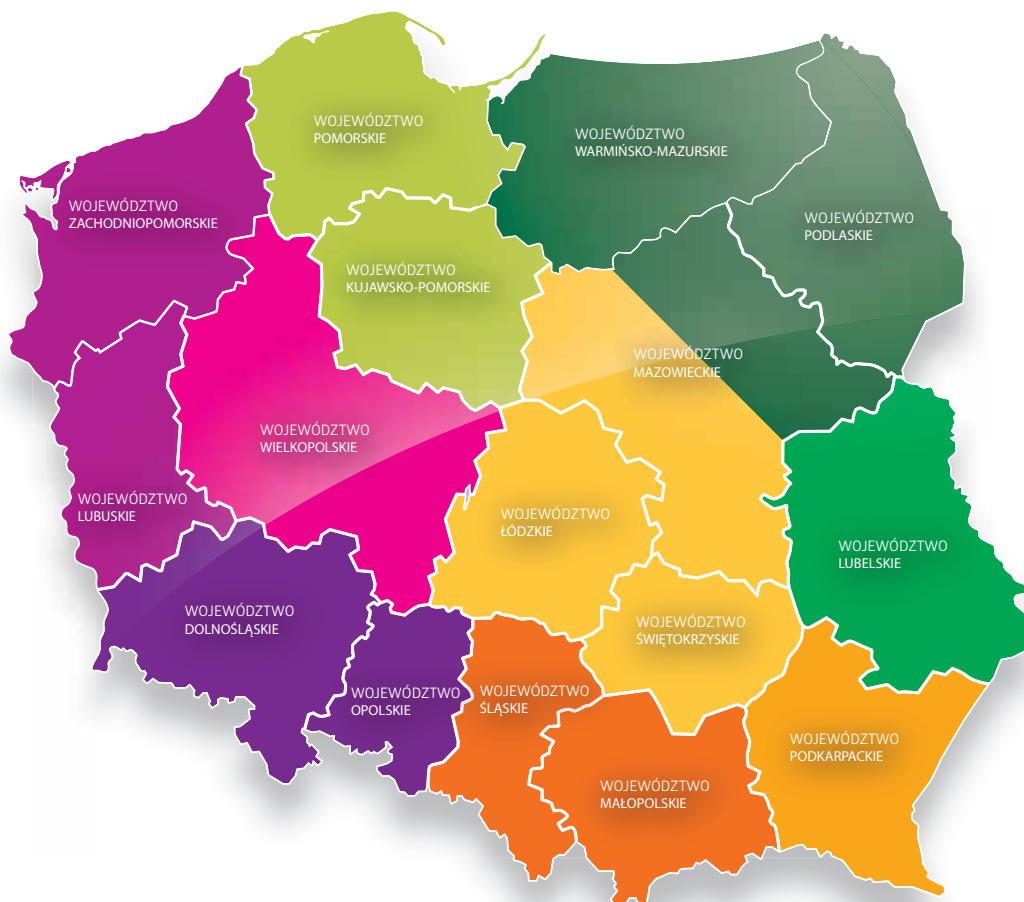 WOJEWÓDZTWO
POMORSKIE
WOJEWÓDZTWO
WARMIŃSKO-MAZURSKIE
WOJEWÓDZTWO
ZACHODNIOPOMORSKIE
WOJEWÓDZTWO
PODLASKIE
WOJEWÓDZTWO
KUJAWSKO-POMORSKIE
WOJEWÓDZTWO
MAZOWIECKIE
WOJEWÓDZTWO
WIELKOPOLSKIE
WOJEWÓDZTWO
LUBUSKIE
WOJEWÓDZTWO
ŁÓDZKIE
WOJEWÓDZTWO
LUBELSKIE
WOJEWÓDZTWO
DOLNOŚLĄSKIE
WOJEWÓDZTWO
ŚWIĘTOKRZYSKIE
WOJEWÓDZTWO
OPOLSKIE
WOJEWÓDZTWO
ŚLĄSKIE
WOJEWÓDZTWO
PODKARPACKIE
WOJEWÓDZTWO
MAŁOPOLSKIE